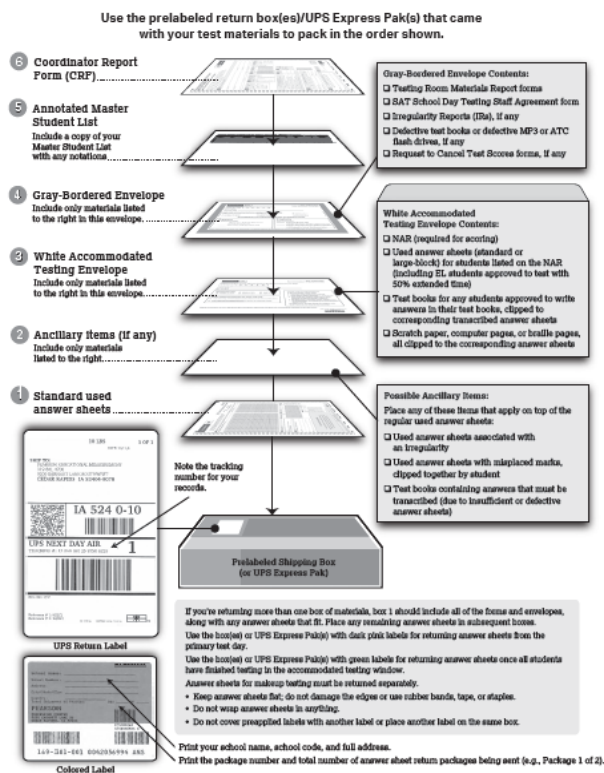 Use the prelabeled return box(es)/UPS Express Pak(s) that came
with your test materials to pack in the order shown.
6 Coordinator Report
Form (CRF)
5 Annotated Master
Student List
Include a copy of your
Master Student List
with any notations
4 Gray-Bordered Envelope
Include only materials listed
to the right in this envelope.
3 White Accommodated
Testing Envelope
Include only materials listed
to the right in this envelope.
2 Ancillary items (if any)
Include only materials
listed to the right.
1 Standard used
answer sheets
Gray-Bordered Envelope Contents:
❑ Testing Room Materials Report forms
❑ SAT School Day Testing Staff Agreement form
❑ Irregularity Reports (IRs), if any
❑ Defective test books or defective MP3 or ATC
flash drives, if any
❑ Request to Cancel Test Scores forms, if any
White Accommodated
Testing Envelope Contents:
❑ NAR (required for scoring)
❑ Used answer sheets (standard or
large-block) for students listed on the NAR
(including EL students approved to test with
50% extended time)
❑ Test books for any students approved to write
answers in their test books, clipped to
corresponding transcribed answer sheets
❑ Scratch paper, computer pages, or braille pages,
all clipped to the corresponding answer sheets
Possible Ancillary Items:
Place any of these items that apply on top of the
regular used answer sheets:
❑ Used answer sheets associated with
an irregularity
❑ Used answer sheets with misplaced marks,
clipped together by student
❑ Test books containing answers that must be
transcribed (due to insufficient or defective
answer sheets)
Note the tracking
number for your
records.
1 OF 1
SHIP TO:
IA 524 0-10
UPS NEXT DAY AIR
1
UPS Return Label
Prelabeled Shipping Box
(or UPS Express Pak)
If you're returning more than one box of materials, box 1 should include all of the forms and envelopes,
along with any answer sheets that fit. Place any remaining answer sheets in subsequent boxes.
Use the box(es) or UPS Express Pak(s) with dark pink labels for returning answer sheets from the
primary test day.
Use the box(es) or UPS Express Pak(s) with green labels for returning answer sheets once all students
have finished testing in the accommodated testing window.
Answer sheets for makeup testing must be returned separately.
• Keep answer sheets flat; do not damage the edges or use rubber bands, tape, or staples.
• Do not wrap answer sheets in anything.
• Do not cover preapplied labels with another label or place another label on the same box.
PEARSON
Colored Label
Print your school name, school code, and full address.
Print the package number and total number of answer sheet return packages being sent (e.g., Package 1 of 2).